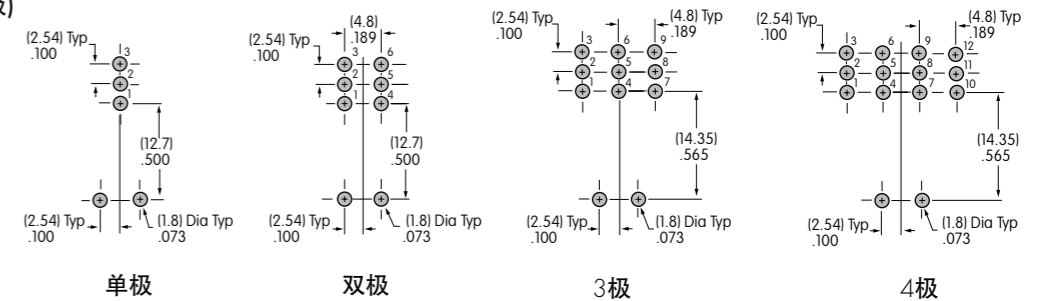 极)
(2.54) Typ
.100
3
2
1
(12.7)
.500
(2.54) Typ
.100
(1.8) Dia Typ
.073
单极
(4.8)
.189
(2.54) Typ
.100
3
6
2
5
1
4
(12.7)
.500
(2.54) Typ
.100
(1.8) Dia Typ
.073
双极
(2.54) Typ
.100
(4.8) Typ
.189
3
6
9
2
5
8
1
4
7
(14.35)
.565
(2.54) Typ
.100
(1.8) Dia Typ
.073
3极
(2.54) Typ
.100
(4.8) Typ
.189
3
6
9
12
2
5
8
11
1
4
7
10
(14.35)
.565
(2.54) Typ
.100
(1.8) Dia Typ
.073
4极